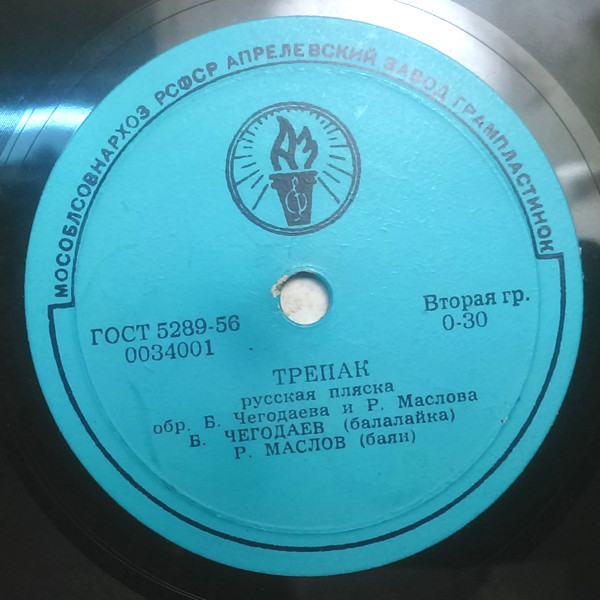 МОСОБЛСОВНАРХОЗ РСФСР АПРЕЛЕВСКИЙ ЗАВОД ГРАМПЛАСТИНОК
АЗ
ГОСТ 5289-56
0034001
Вторая гр.
0-30
ТРЕПАК
русская пляска
обр. Б. Чегодаева и Р. Маслова
Б. ЧЕГОДАЕВ (балалайка)
Р. МАСЛОВ (баян)